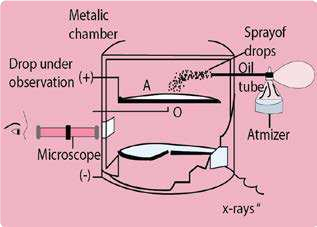 Metalic
chamber
Sprayof
drops
Drop under
observation
(+)
A
Oil
tube
O
Microscope
Atmizer
(-)
x-rays"